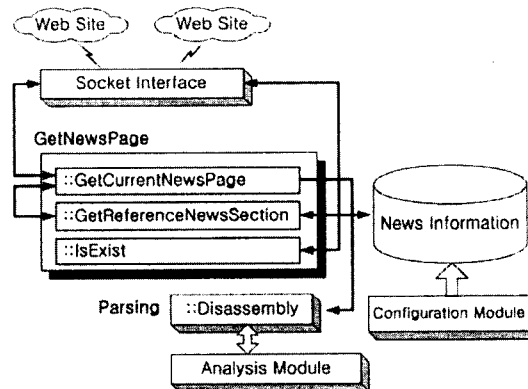 Web Site
Web Site
Socket Interface
GetNewsPage
::GetCurrentNewsPage
::GetReferenceNewsSection
::IsExist
News Information
Parsing
::Disassembly
Configuration Module
Analysis Module